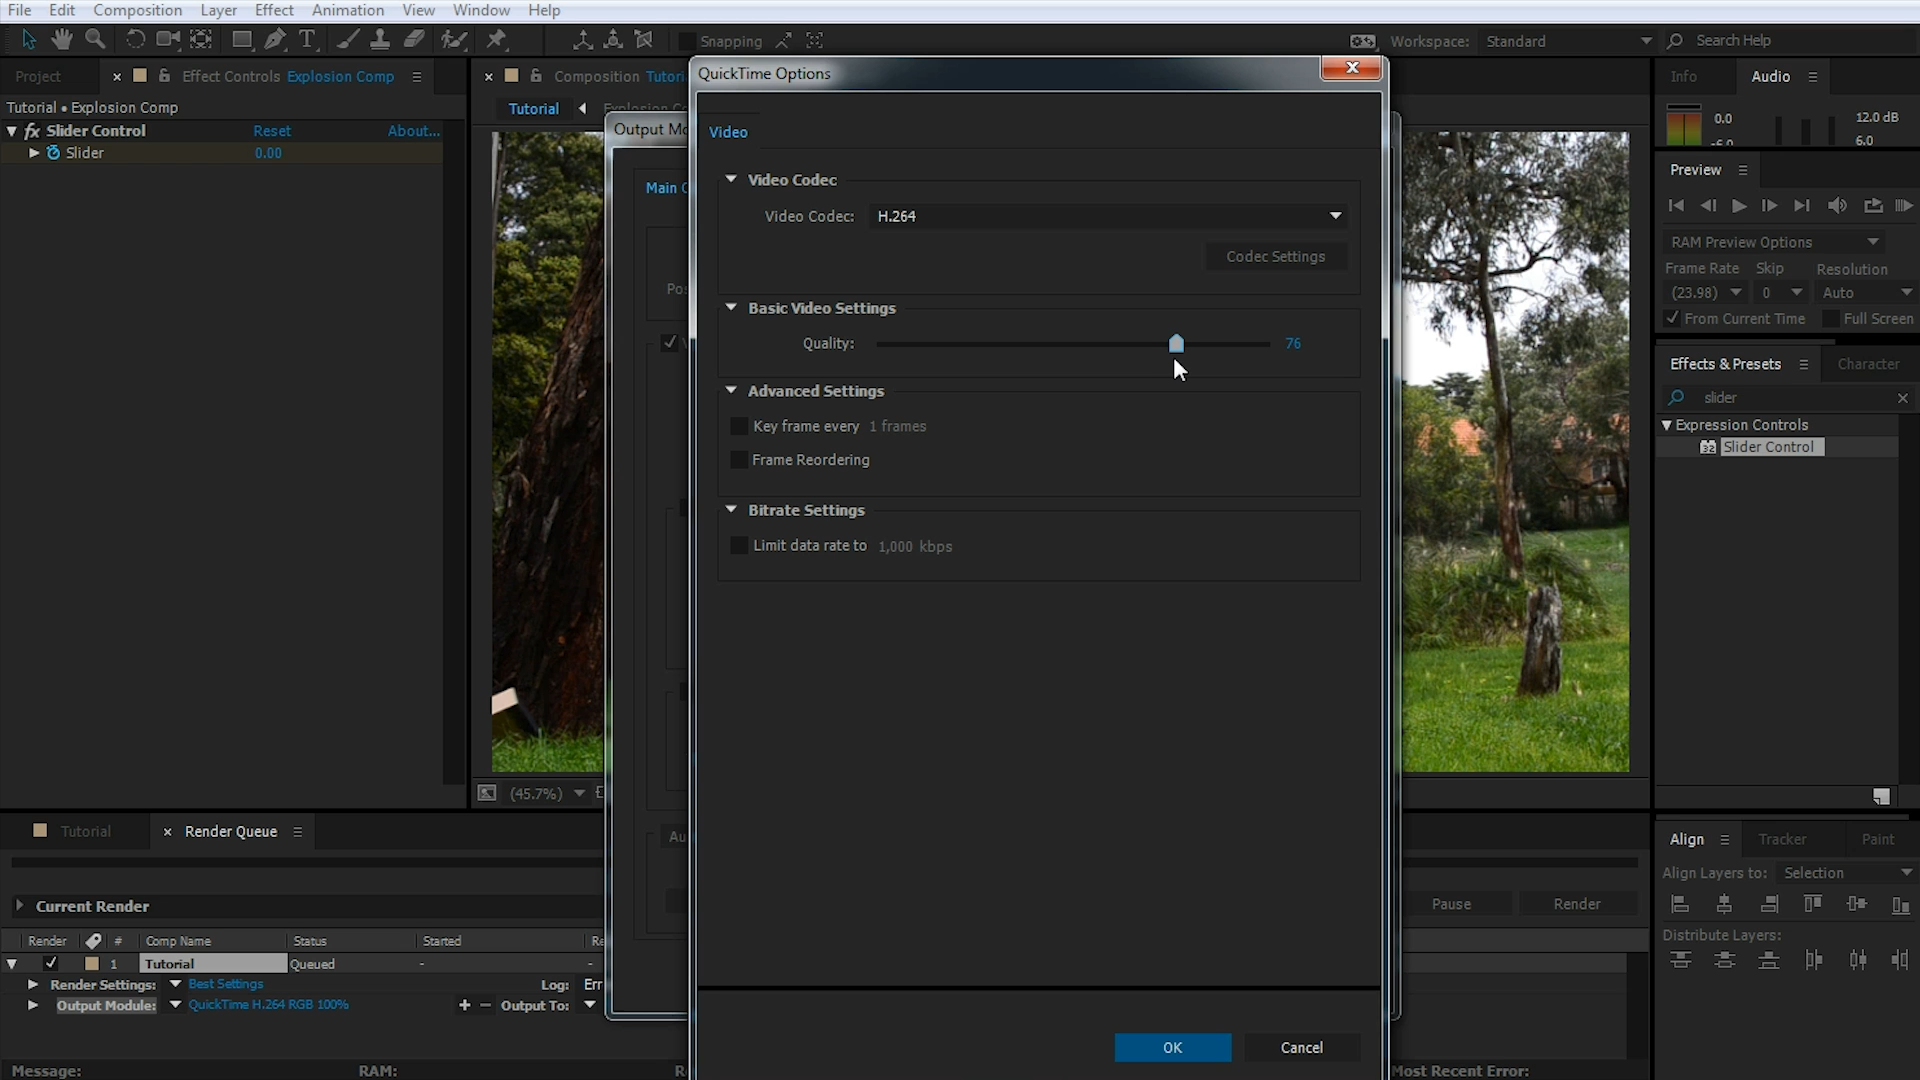 File Edit Composition Layer Effect Animation View Window Help
Snapping Workspace: Standard Search Help
Project × Effect Controls Explosion Comp × Composition QuickTime Options Info Audio
Tutorial • Explosion Comp
Tutorial Explosion
0.0 12.0 dB
-6.0 6.0
fx Slider Control Reset About...
Slider 0.00
Output
Main
Video
Video Codec
Video Codec: H.264
Codec Settings
Basic Video Settings
Quality: 76
Advanced Settings
Key frame every 1 frames
Frame Reordering
Bitrate Settings
Limit data rate to 1,000 kbps
OK Cancel
Preview
RAM Preview Options
Frame Rate Skip Resolution
(23.98) 0 Auto
From Current Time Full Screen
Effects & Presets Character
slider ×
Expression Controls
32 Slider Control
(45.7%)
Tutorial × Render Queue
Current Render
Pause Render
Render # Comp Name Status Started
1 Tutorial Queued - -
Render Settings: Best Settings Log: Err
Output Module: QuickTime H.264 RGB 100% + − Output To:
Message: RAM: Most Recent Error:
Align Tracker Paint
Align Layers to: Selection
Distribute Layers: